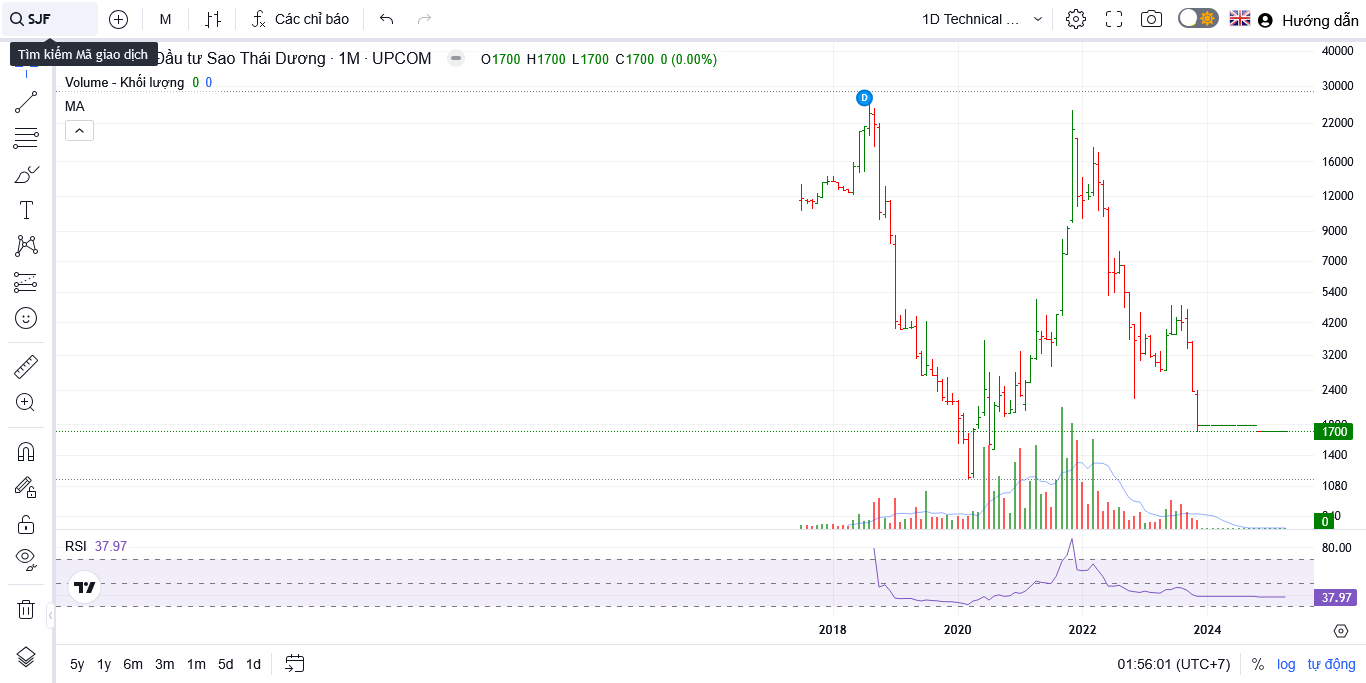 SJF M Các chỉ báo 1D Technical ... Hướng dẫn
Tìm kiếm Mã giao dịch
Đầu tư Sao Thái Dương · 1M · UPCOM O1700 H1700 L1700 C1700 0 (0.00%)
Volume - Khối lượng 0 0
MA
D
40000
30000
22000
16000
12000
9000
7000
5400
4200
3200
2400
1700
1400
1080
0
RSI 37.97
80.00
37.97
2018 2020 2022 2024
5y 1y 6m 3m 1m 5d 1d 01:56:01 (UTC+7) % log tự động